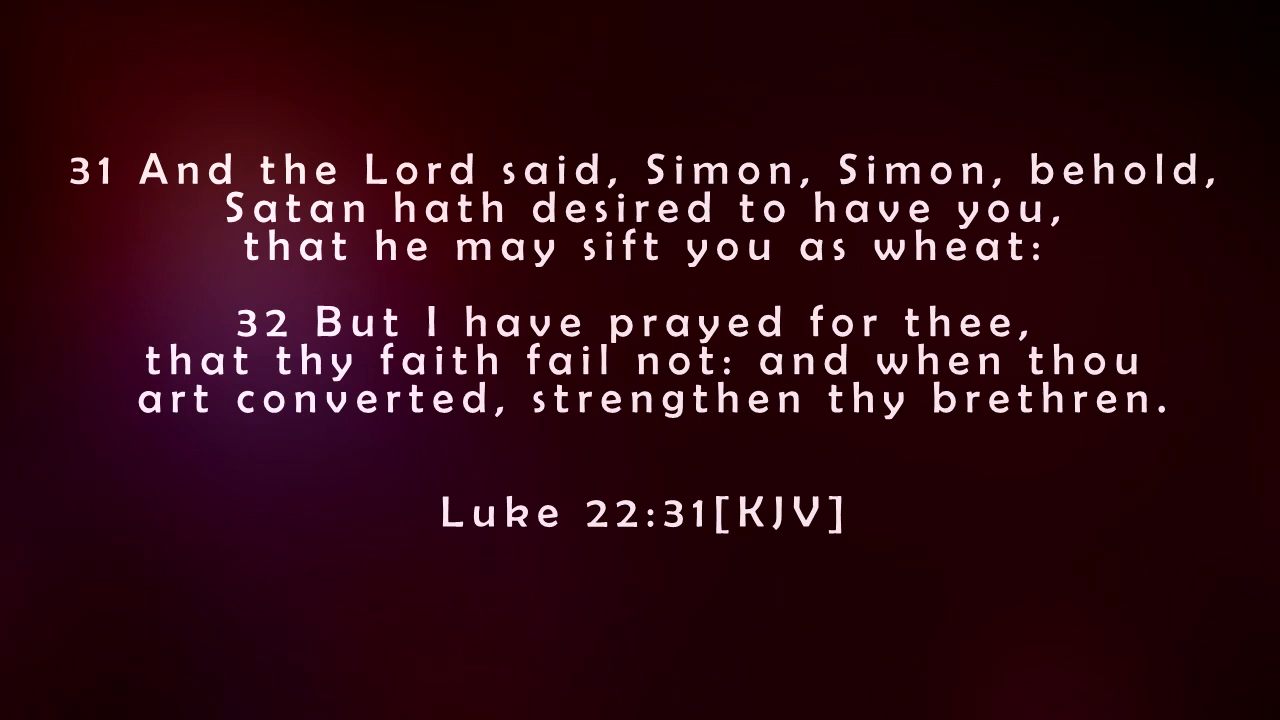 31 And the Lord said, Simon, Simon, behold,
Satan hath desired to have you,
that he may sift you as wheat:
32 But I have prayed for thee,
that thy faith fail not: and when thou
art converted, strengthen thy brethren.
Luke 22:31[KJV]